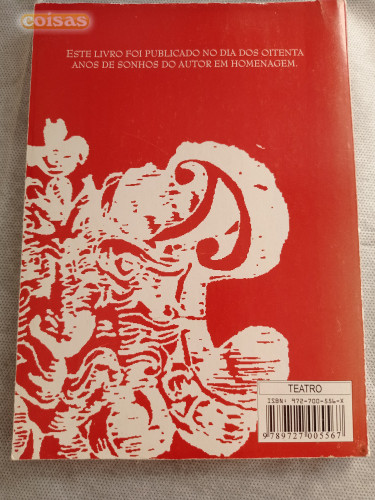 coisas
ESTE LIVRO FOI PUBLICADO NO DIA DOS OITENTA
ANOS DE SONHOS DO AUTOR EM HOMENAGEM.
TEATRO
ISBN: 972-700-556-X
9789727005567